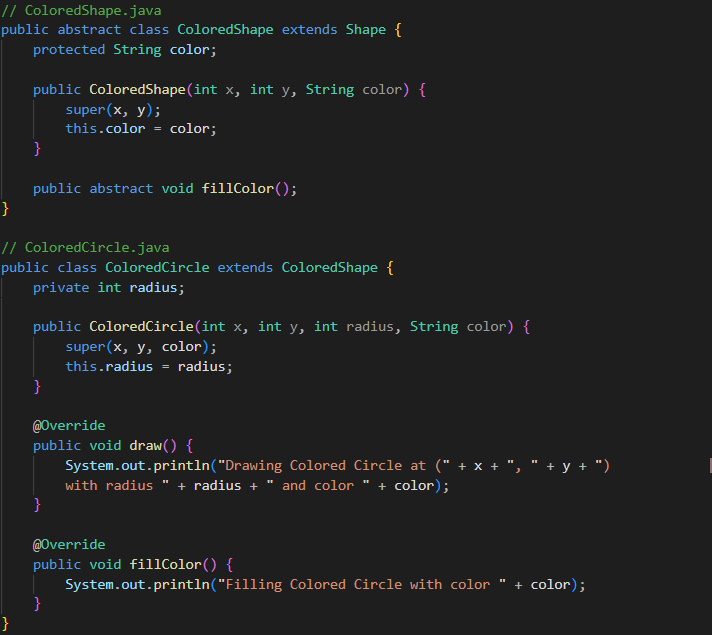 // ColoredShape.java
public abstract class ColoredShape extends Shape {
    protected String color;

    public ColoredShape(int x, int y, String color) {
        super(x, y);
        this.color = color;
    }

    public abstract void fillColor();
}

// ColoredCircle.java
public class ColoredCircle extends ColoredShape {
    private int radius;

    public ColoredCircle(int x, int y, int radius, String color) {
        super(x, y, color);
        this.radius = radius;
    }

    @Override
    public void draw() {
        System.out.println("Drawing Colored Circle at (" + x + ", " + y + ")
        with radius " + radius + " and color " + color);
    }

    @Override
    public void fillColor() {
        System.out.println("Filling Colored Circle with color " + color);
    }
}